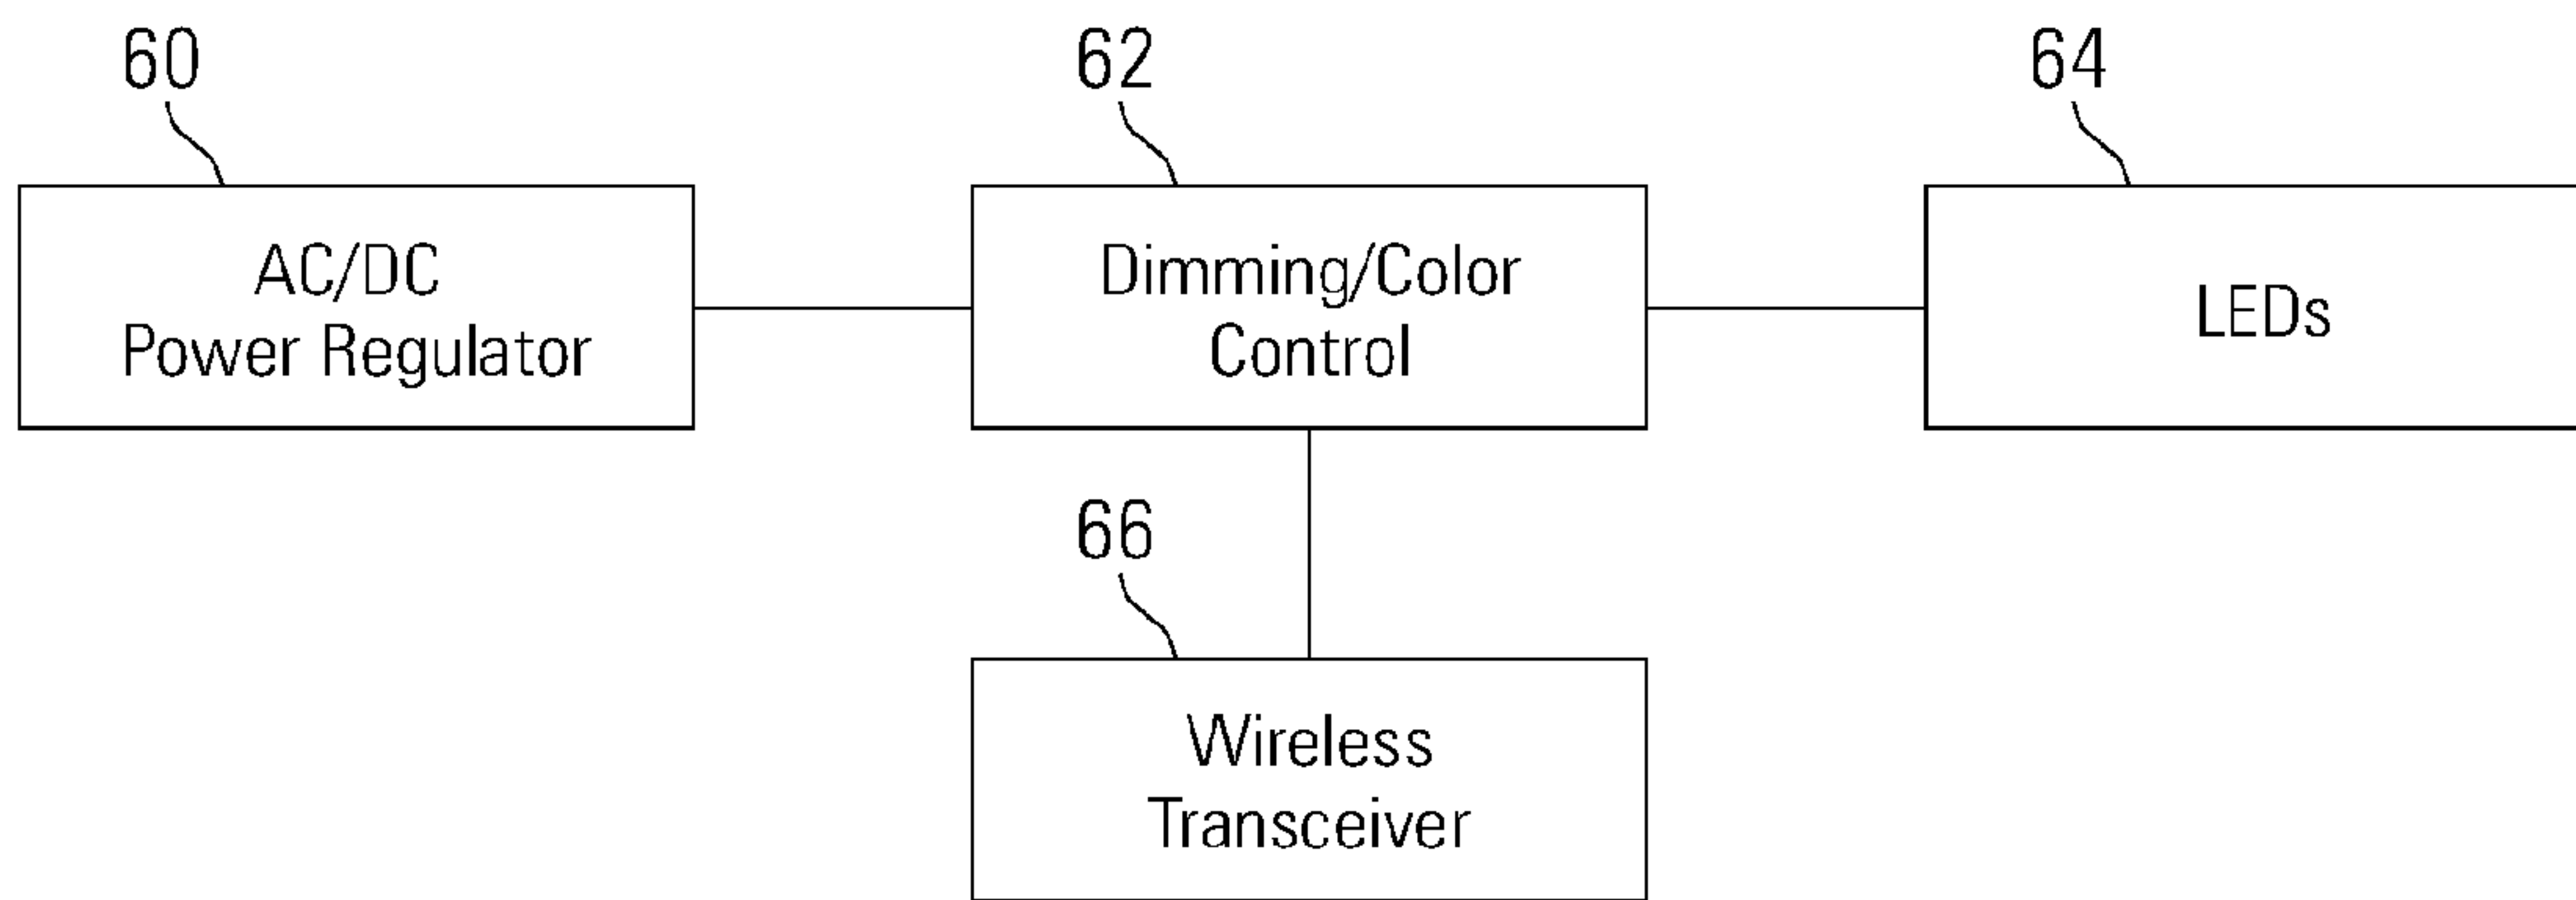 60
62
64
AC/DC
Power Regulator
Dimming/Color
Control
LEDs
66
Wireless
Transceiver